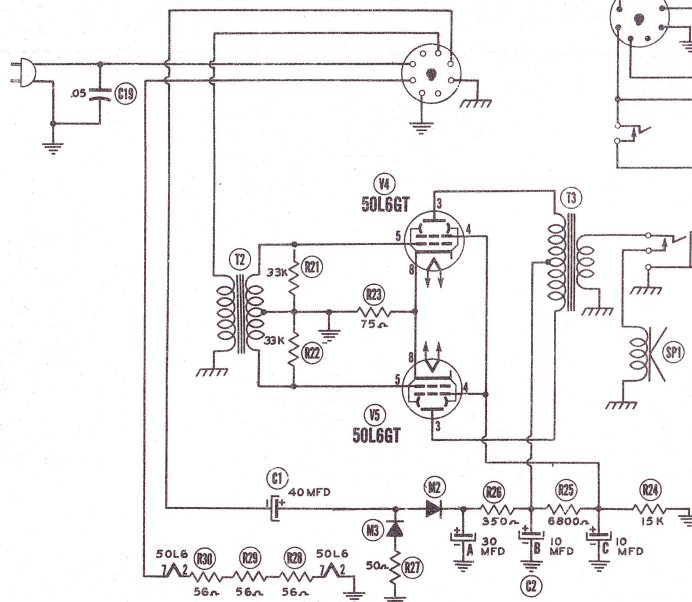 .05
C19
V4
50L6GT
3
T3
5
4
8
T2
33K
R21
R23
75Ω
33K
R22
SP1
8
5
4
V5
50L6GT
3
C1
+
40 MFD
M2
R26
350Ω
R25
6800Ω
R24
15K
M3
50Ω
R27
+
A
30
MFD
+
B
10
MFD
+
C
10
MFD
C2
50L6
7 2
R30
56Ω
R29
56Ω
R28
56Ω
50L6
7 2